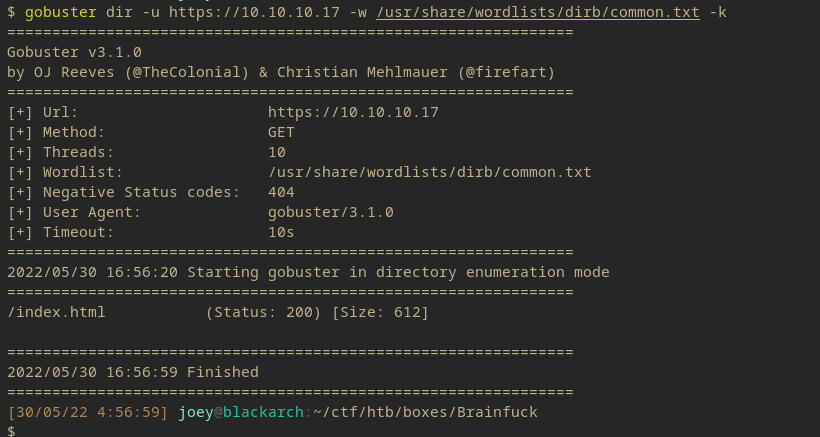 $ gobuster dir -u https://10.10.10.17 -w /usr/share/wordlists/dirb/common.txt -k
===============================================================
Gobuster v3.1.0
by OJ Reeves (@TheColonial) & Christian Mehlmauer (@firefart)
===============================================================
[+] Url:                     https://10.10.10.17
[+] Method:                  GET
[+] Threads:                 10
[+] Wordlist:                /usr/share/wordlists/dirb/common.txt
[+] Negative Status codes:   404
[+] User Agent:              gobuster/3.1.0
[+] Timeout:                 10s
===============================================================
2022/05/30 16:56:20 Starting gobuster in directory enumeration mode
===============================================================
/index.html           (Status: 200) [Size: 612]
===============================================================
2022/05/30 16:56:59 Finished
===============================================================
[30/05/22 4:56:59] joey@blackarch:~/ctf/htb/boxes/Brainfuck
$